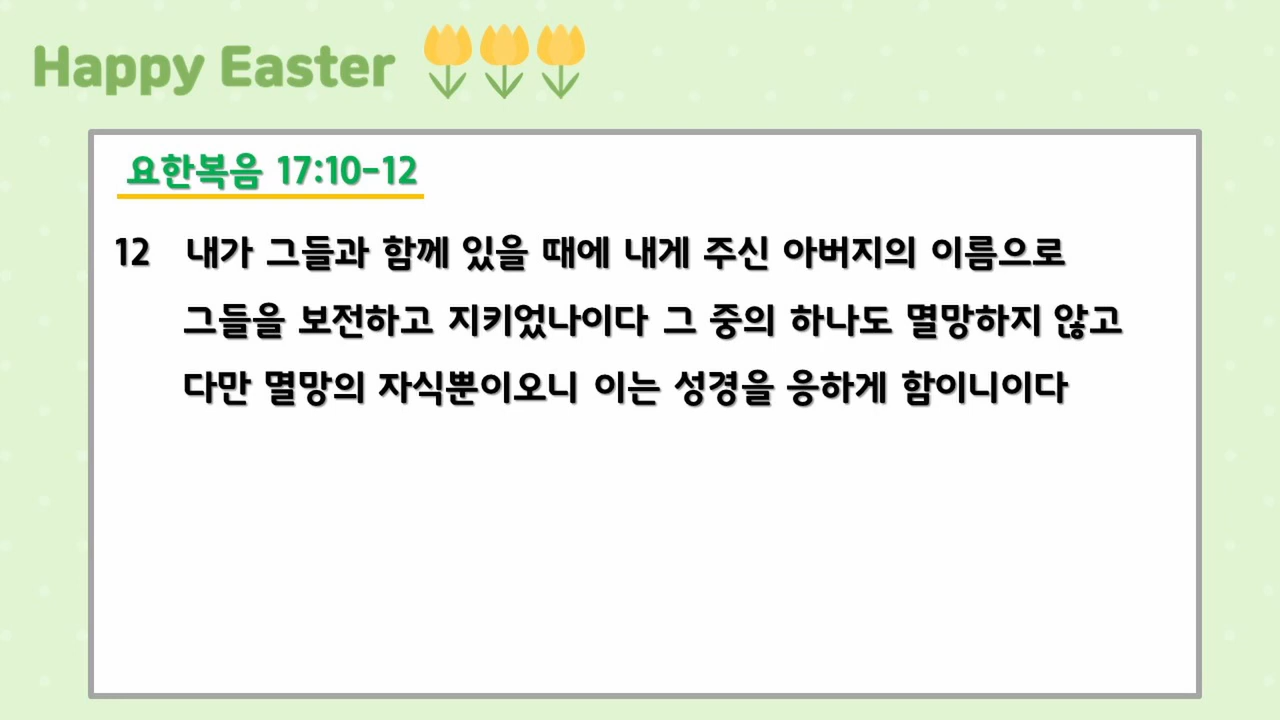 Happy Easter
요한복음 17:10-12
12 내가 그들과 함께 있을 때에 내게 주신 아버지의 이름으로
그들을 보전하고 지키었나이다 그 중의 하나도 멸망하지 않고
다만 멸망의 자식뿐이오니 이는 성경을 응하게 함이니이다